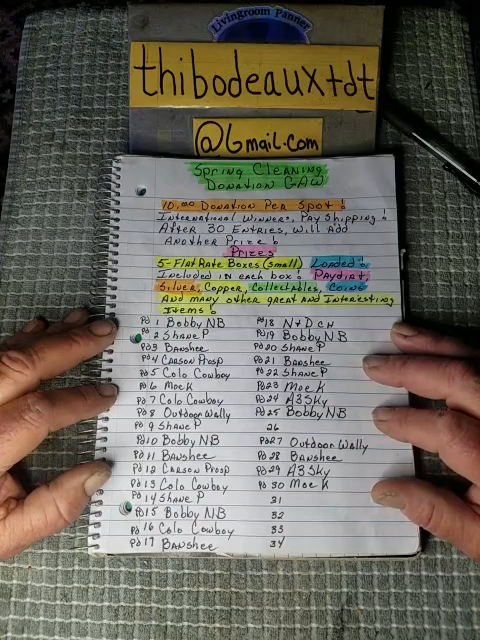 Livingroom Panner
thibodeauxtdt
@Gmail.com
Spring Cleaning
Donation GAW
10.00 Donation Per Spot!
International Winners, Pay Shipping!
After 30 Entries, will Add
Another Prize!
Prizes
5-Flat Rate Boxes (Small) Loaded!
Included in each box! Paydirt,
Silver, Copper, Collectables, Coins
And many other great and Interesting
Items!
PD 1 Bobby NB
PD 2 Shane P
PD 3 Banshee
PD 4 Carson Prosp
PD 5 Colo Cowboy
PD 6 Moe K
PD 7 Colo Cowboy
PD 8 Outdoor Wally
PD 9 Shane P
PD 10 Bobby NB
PD 11 Banshee
PD 12 Carson Prosp
PD 13 Colo Cowboy
PD 14 Shane P
PD 15 Bobby NB
PD 16 Colo Cowboy
PD 17 Banshee
PD 18 N+D CH
PD 19 Bobby NB
PD 20 Shane P
PD 21 Banshee
PD 22 Shane P
PD 23 Moe K
PD 24 A3Sky
PD 25 Bobby NB
26
PD 27 Outdoor Wally
PD 28 Banshee
PD 29 A3Sky
PD 30 Moe K
31
32
33
34